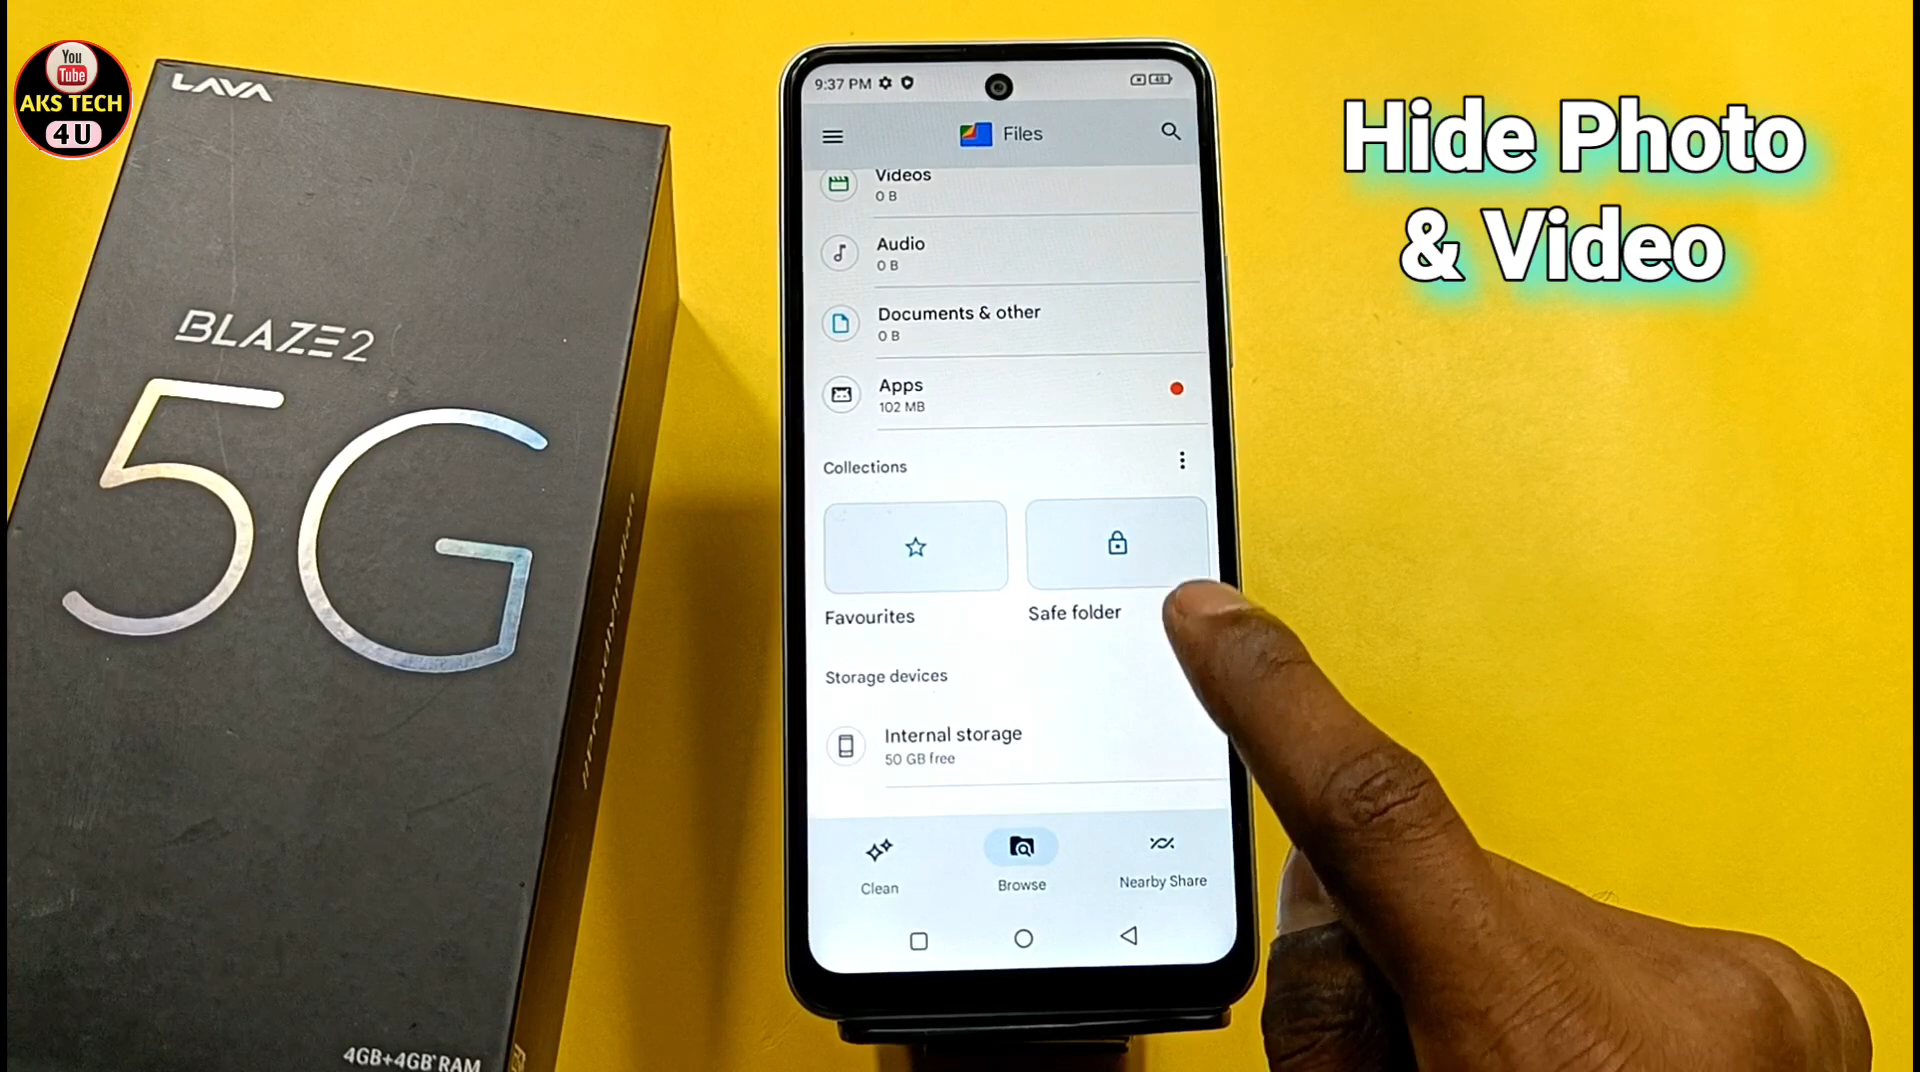 You
Tube
AKS TECH
4U
LAVA
BLAZE2
5G
4GB+4GB*RAM
9:37 PM
48
Files
Videos
0 B
Audio
0 B
Documents & other
0 B
Apps
102 MB
Collections
Favourites
Safe folder
Storage devices
Internal storage
50 GB free
Clean
Browse
Nearby Share
Hide Photo
& Video